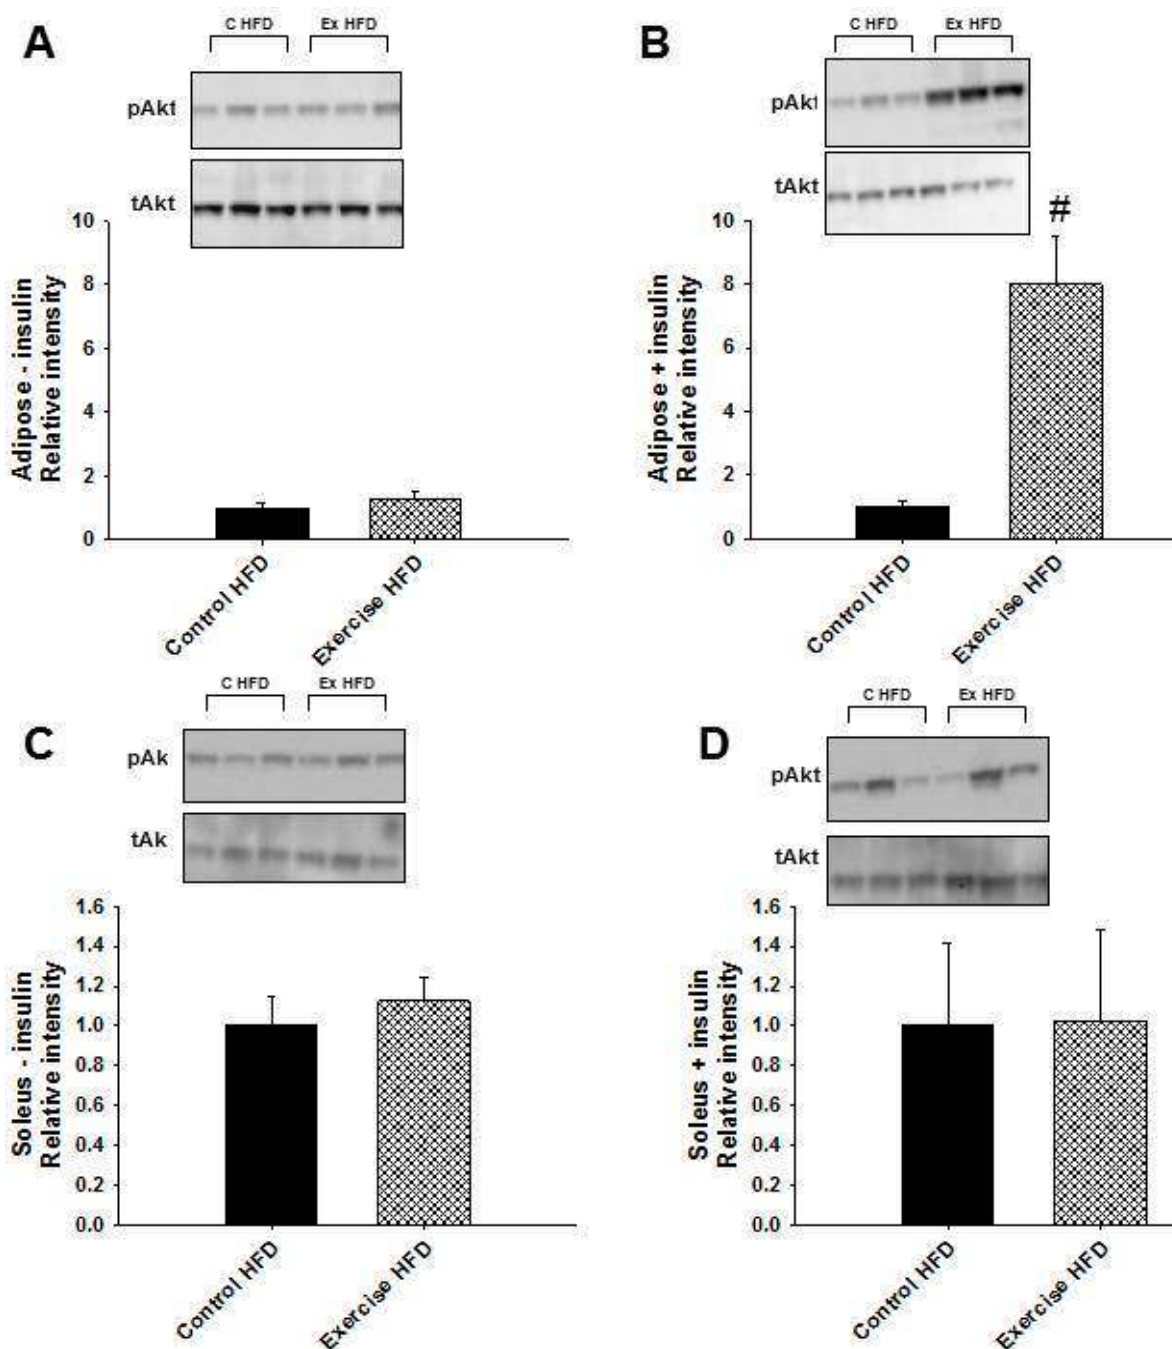 A
C HFD Ex HFD
pAkt
tAkt
Adipose - insulin
Relative intensity
10
8
6
4
2
0
Control HFD
Exercise HFD
B
C HFD Ex HFD
pAkt
tAkt
#
Adipose + insulin
Relative intensity
10
8
6
4
2
0
Control HFD
Exercise HFD
C
C HFD Ex HFD
pAk
tAk
Soleus - insulin
Relative intensity
1.6
1.4
1.2
1.0
0.8
0.6
0.4
0.2
0.0
Control HFD
Exercise HFD
D
C HFD Ex HFD
pAkt
tAkt
Soleus + insulin
Relative intensity
1.6
1.4
1.2
1.0
0.8
0.6
0.4
0.2
0.0
Control HFD
Exercise HFD